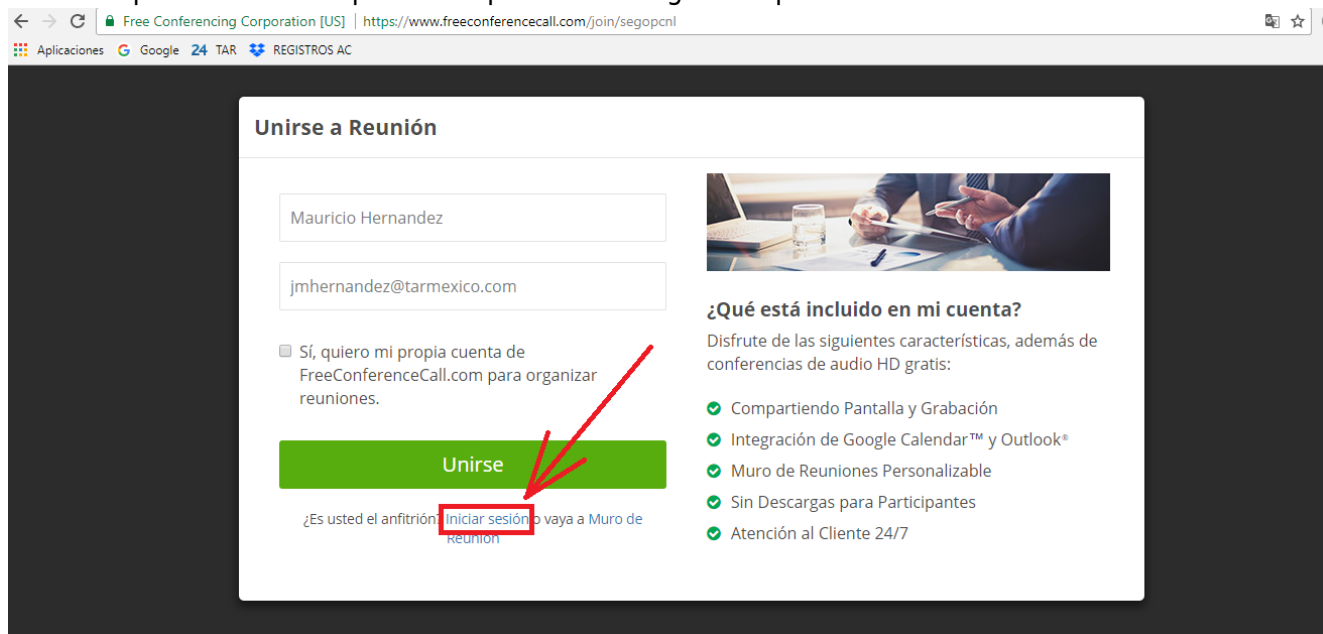 Free Conferencing Corporation [US] | https://www.freeconferencecall.com/join/segopcnl
Aplicaciones Google 24 TAR REGISTROS AC
Unirse a Reunión
Mauricio Hernandez
jmhernandez@tarmexico.com
Sí, quiero mi propia cuenta de
FreeConferenceCall.com para organizar
reuniones.
Unirse
¿Es usted el anfitrión? Iniciar sesión o vaya a Muro de
Reunión
¿Qué está incluido en mi cuenta?
Disfrute de las siguientes características, además de
conferencias de audio HD gratis:
Compartiendo Pantalla y Grabación
Integración de Google Calendar™ y Outlook®
Muro de Reuniones Personalizable
Sin Descargas para Participantes
Atención al Cliente 24/7